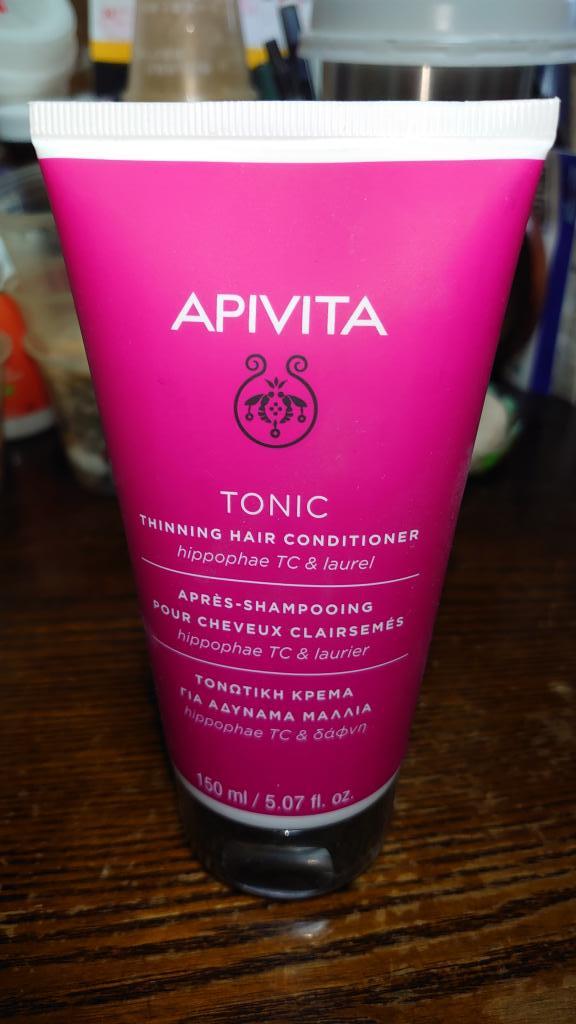 APIVITA
TONIC
THINNING HAIR CONDITIONER
hippophae TC & laurel
APRÈS-SHAMPOOING
POUR CHEVEUX CLAIRSEMÉS
hippophae TC & laurier
ΤΟΝΩΤΙΚΗ ΚΡΕΜΑ
ΓΙΑ ΑΔΥΝΑΜΑ ΜΑΛΛΙΑ
hippophae TC & δάφνη
150 ml / 5.07 fl. oz.